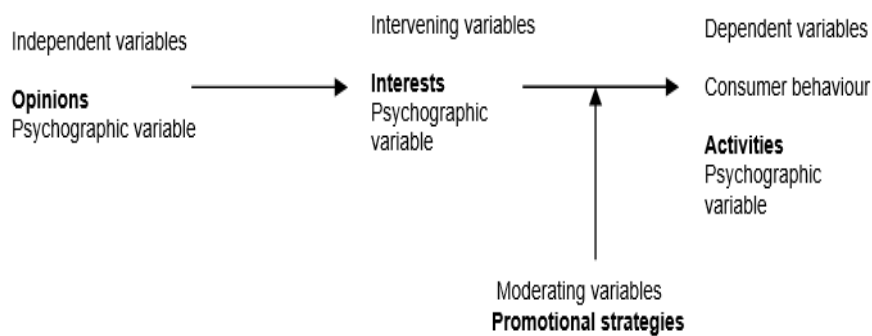 Independent variables
Opinions
Psychographic variable
Intervening variables
Interests
Psychographic
variable
Dependent variables
Consumer behaviour
Activities
Psychographic
variable
Moderating variables
Promotional strategies